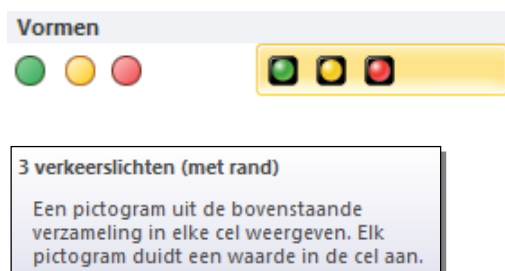 Vormen
3 verkeerslichten (met rand)
Een pictogram uit de bovenstaande
verzameling in elke cel weergeven. Elk
pictogram duidt een waarde in de cel aan.